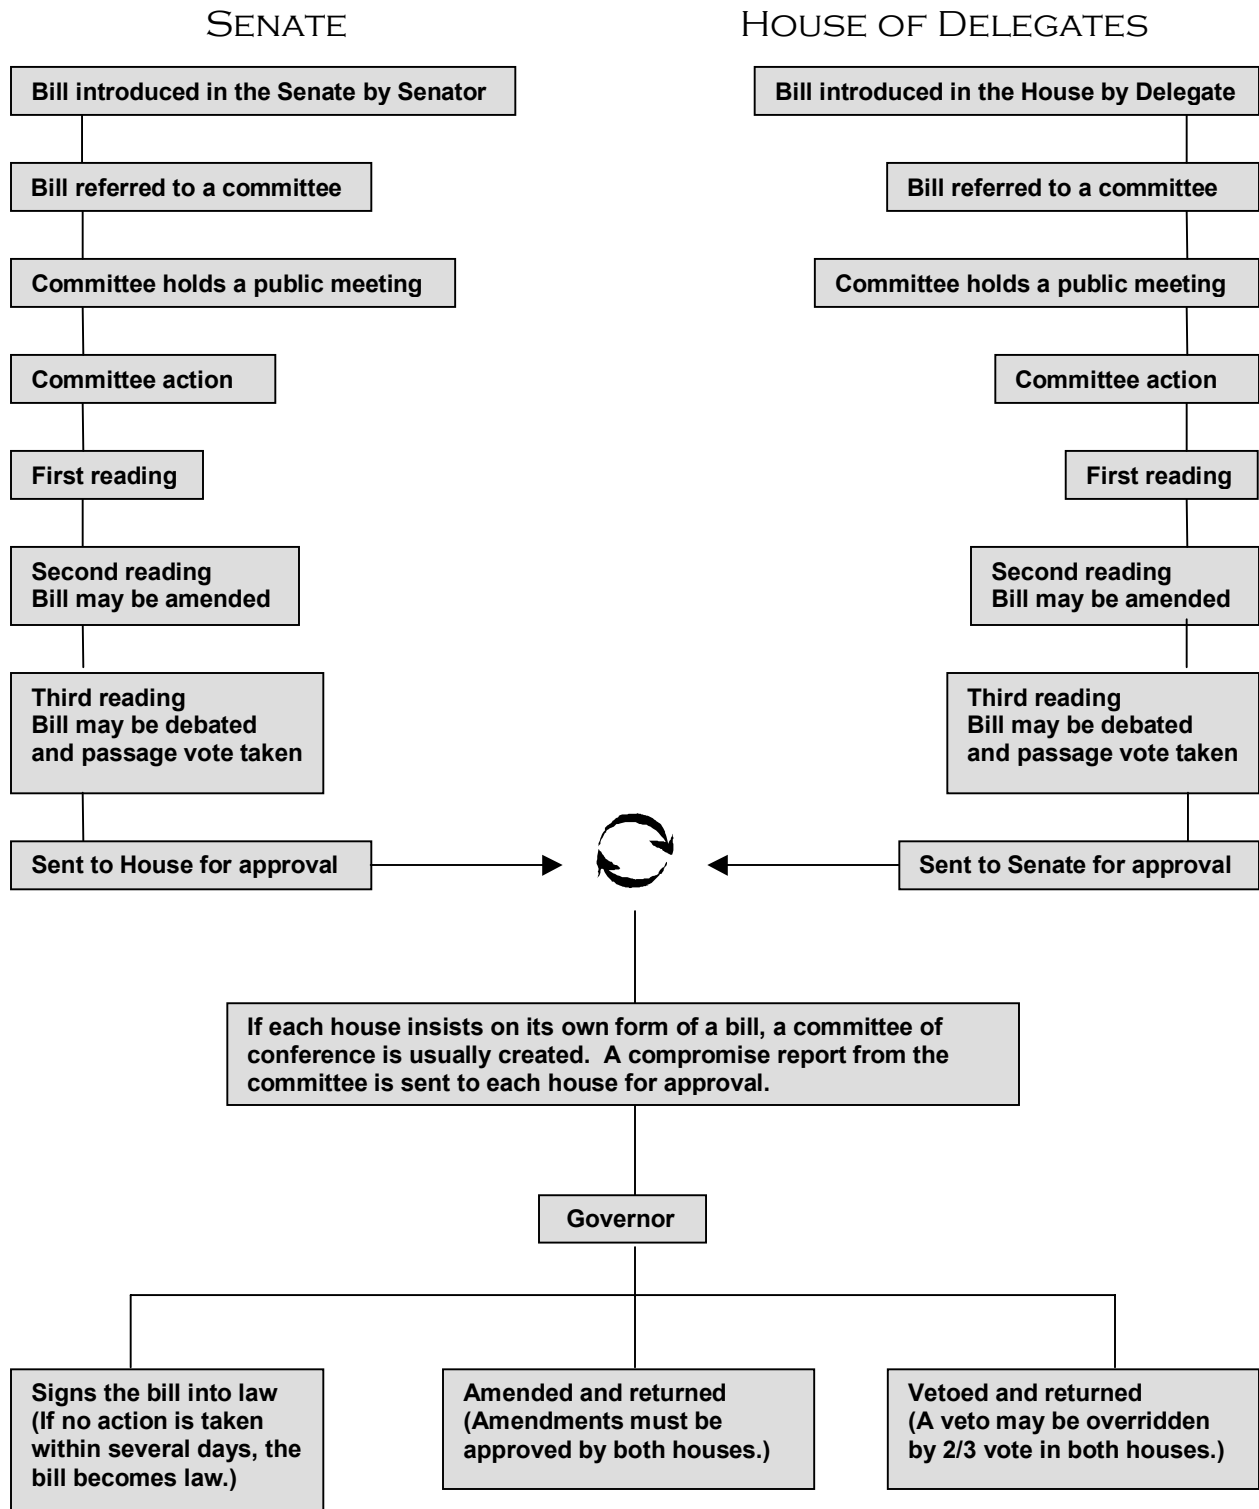 SENATE
Bill introduced in the Senate by Senator
Bill referred to a committee
Committee holds a public meeting
Committee action
First reading
Second reading
Bill may be amended
Third reading
Bill may be debated
and passage vote taken
Sent to House for approval
HOUSE OF DELEGATES
Bill introduced in the House by Delegate
Bill referred to a committee
Committee holds a public meeting
Committee action
First reading
Second reading
Bill may be amended
Third reading
Bill may be debated
and passage vote taken
Sent to Senate for approval
If each house insists on its own form of a bill, a committee of
conference is usually created.  A compromise report from the
committee is sent to each house for approval.
Governor
Signs the bill into law
(If no action is taken
within several days, the
bill becomes law.)
Amended and returned
(Amendments must be
approved by both houses.)
Vetoed and returned
(A veto may be overridden
by 2/3 vote in both houses.)